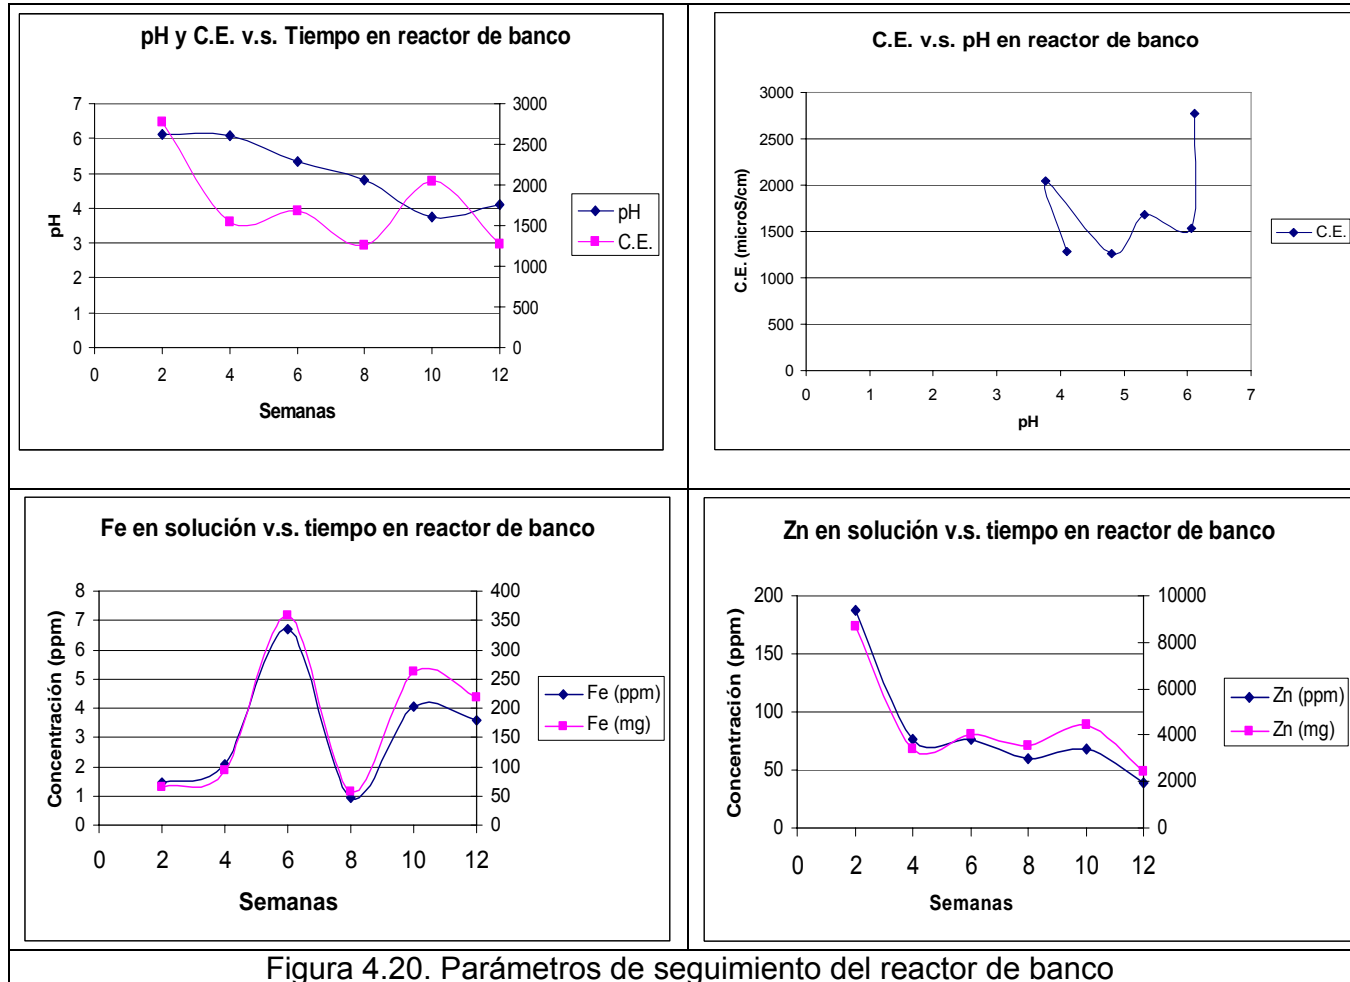 pH y C.E. v.s. Tiempo en reactor de banco
7
6
5
4
3
2
1
0
pH
3000
2500
2000
1500
1000
500
0
pH
C.E.
0 2 4 6 8 10 12
Semanas
C.E. v.s. pH en reactor de banco
3000
2500
2000
1500
1000
500
0
C.E. (microS/cm)
C.E.
0 1 2 3 4 5 6 7
pH
Fe en solución v.s. tiempo en reactor de banco
8
7
6
5
4
3
2
1
0
Concentración (ppm)
400
350
300
250
200
150
100
50
0
Fe (ppm)
Fe (mg)
0 2 4 6 8 10 12
Semanas
Zn en solución v.s. tiempo en reactor de banco
200
150
100
50
0
Concentración (ppm)
10000
8000
6000
4000
2000
0
Zn (ppm)
Zn (mg)
0 2 4 6 8 10 12
Semanas
Figura 4.20. Parámetros de seguimiento del reactor de banco